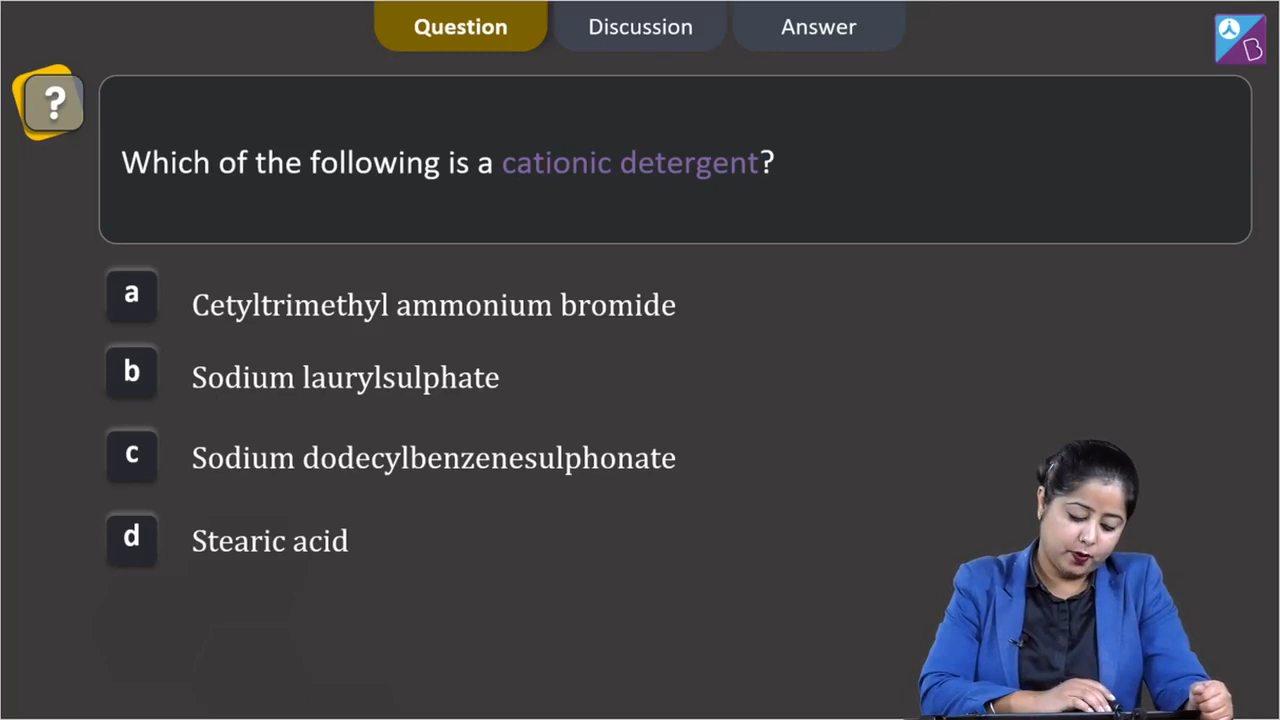 Question Discussion Answer
B
?
Which of the following is a cationic detergent?
a Cetyltrimethyl ammonium bromide
b Sodium laurylsulphate
c Sodium dodecylbenzenesulphonate
d Stearic acid